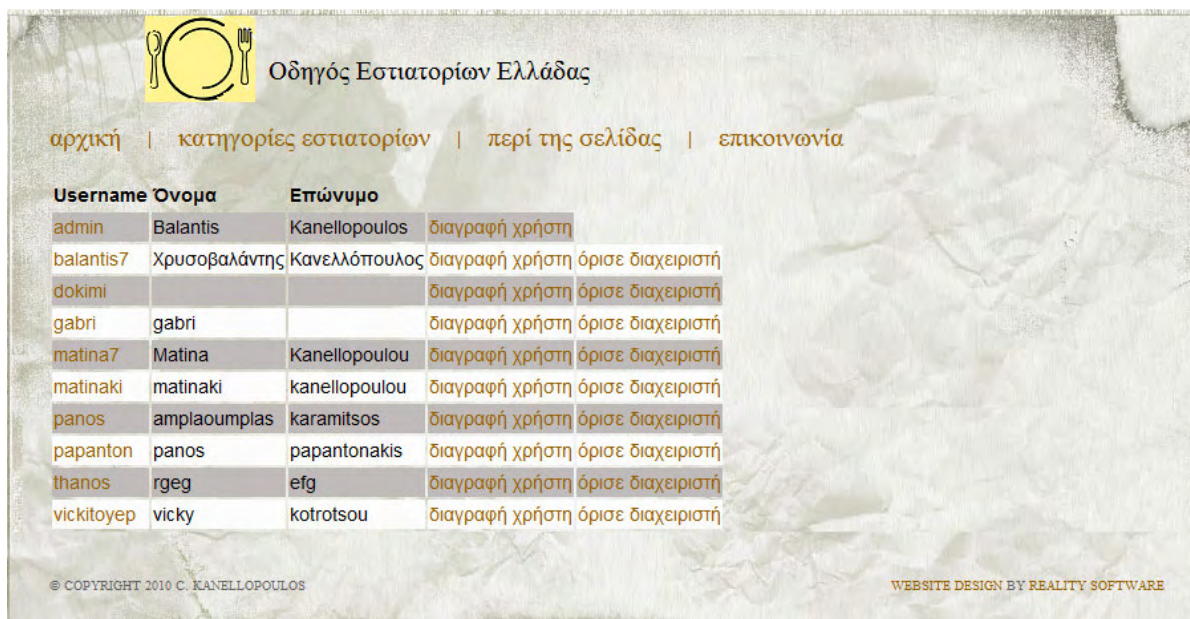 Οδηγός Εστιατορίων Ελλάδας
αρχική | κατηγορίες εστιατορίων | περί της σελίδας | επικοινωνία
Username Όνομα Επώνυμο
admin Balantis Kanellopoulos διαγραφή χρήστη
balantis7 Χρυσοβαλάντης Κανελλόπουλος διαγραφή χρήστη όρισε διαχειριστή
dokimi διαγραφή χρήστη όρισε διαχειριστή
gabri gabri διαγραφή χρήστη όρισε διαχειριστή
matina7 Matina Kanellopoulou διαγραφή χρήστη όρισε διαχειριστή
matinaki matinaki kanellopoulou διαγραφή χρήστη όρισε διαχειριστή
panos amplaoumplas karamitsos διαγραφή χρήστη όρισε διαχειριστή
papanton panos papantonakis διαγραφή χρήστη όρισε διαχειριστή
thanos rgeg efg διαγραφή χρήστη όρισε διαχειριστή
vickitoyep vicky kotrotsou διαγραφή χρήστη όρισε διαχειριστή
© COPYRIGHT 2010 C. KANELLOPOULOS WEBSITE DESIGN BY REALITY SOFTWARE